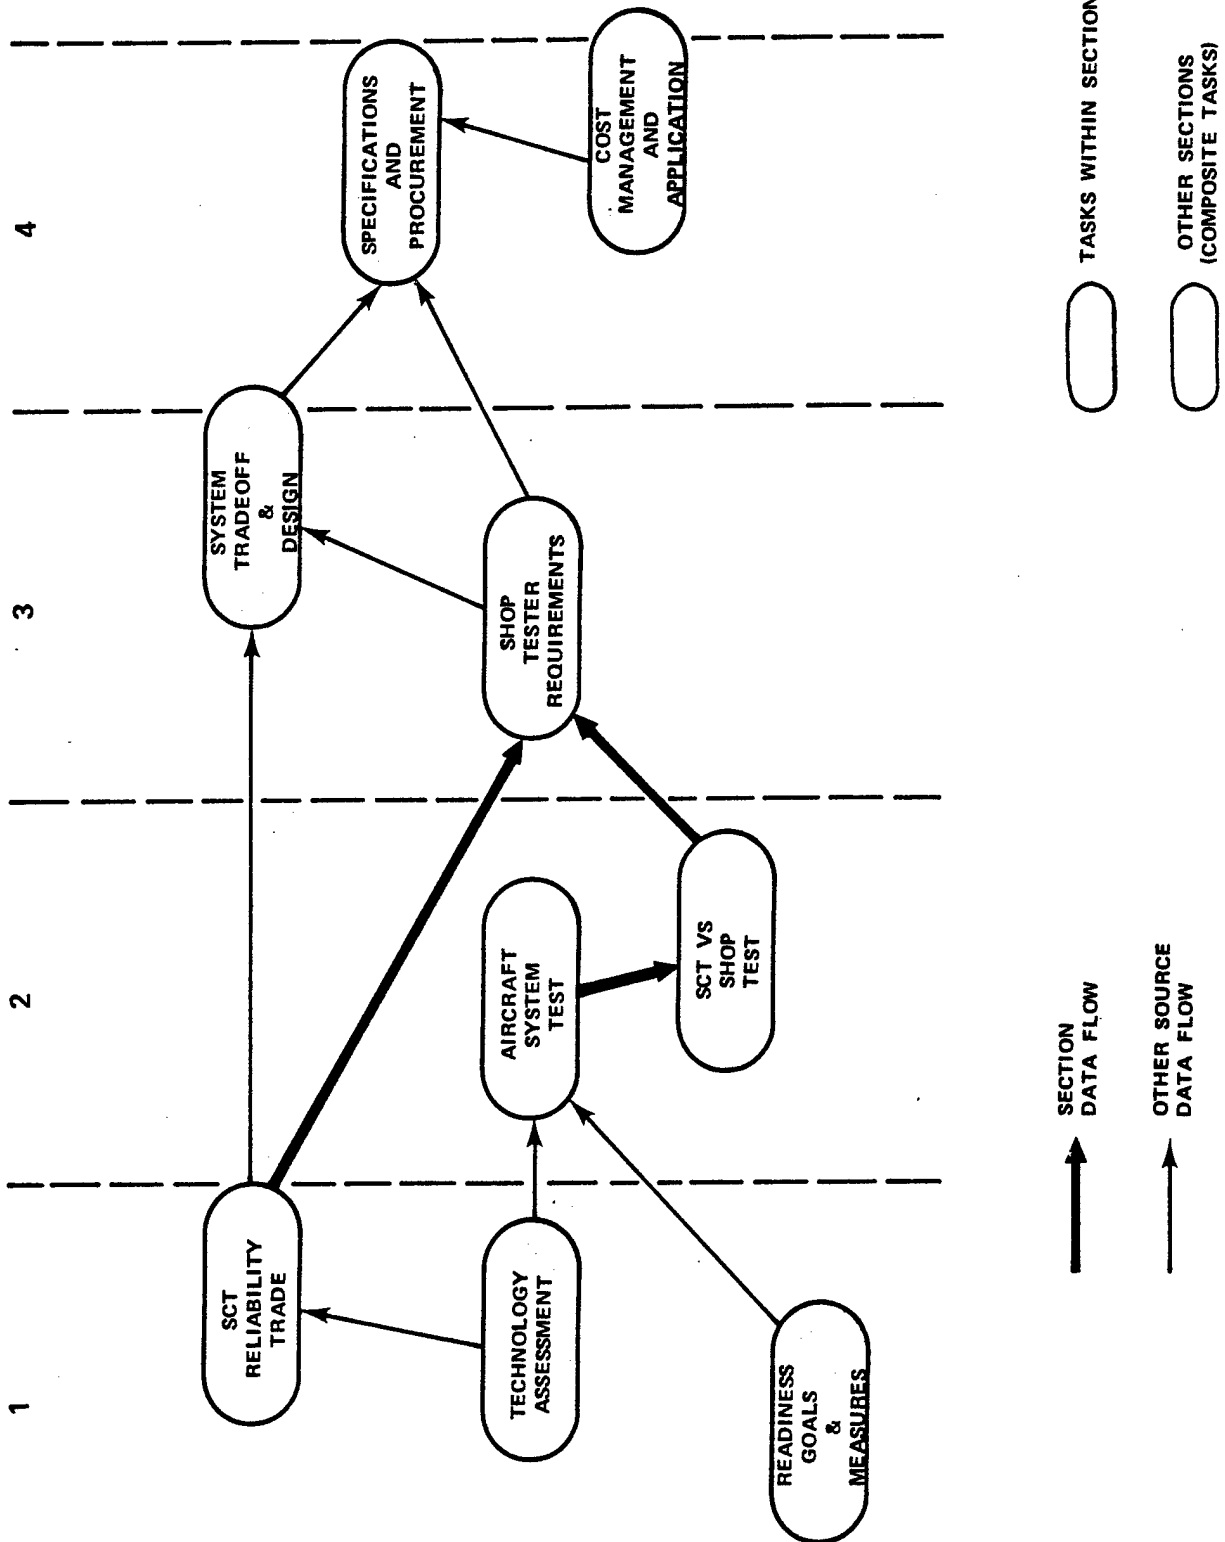 1
2
3
4
SCT
RELIABILITY
TRADE
SYSTEM
TRADEOFF
&
DESIGN
SPECIFICATIONS
AND
PROCUREMENT
TECHNOLOGY
ASSESSMENT
AIRCRAFT
SYSTEM
TEST
SHOP
TESTER
REQUIREMENTS
COST
MANAGEMENT
AND
APPLICATION
SCT VS
SHOP
TEST
READINESS
GOALS
&
MEASURES
SECTION
DATA FLOW
OTHER SOURCE
DATA FLOW
TASKS WITHIN SECTION
OTHER SECTIONS
(COMPOSITE TASKS)